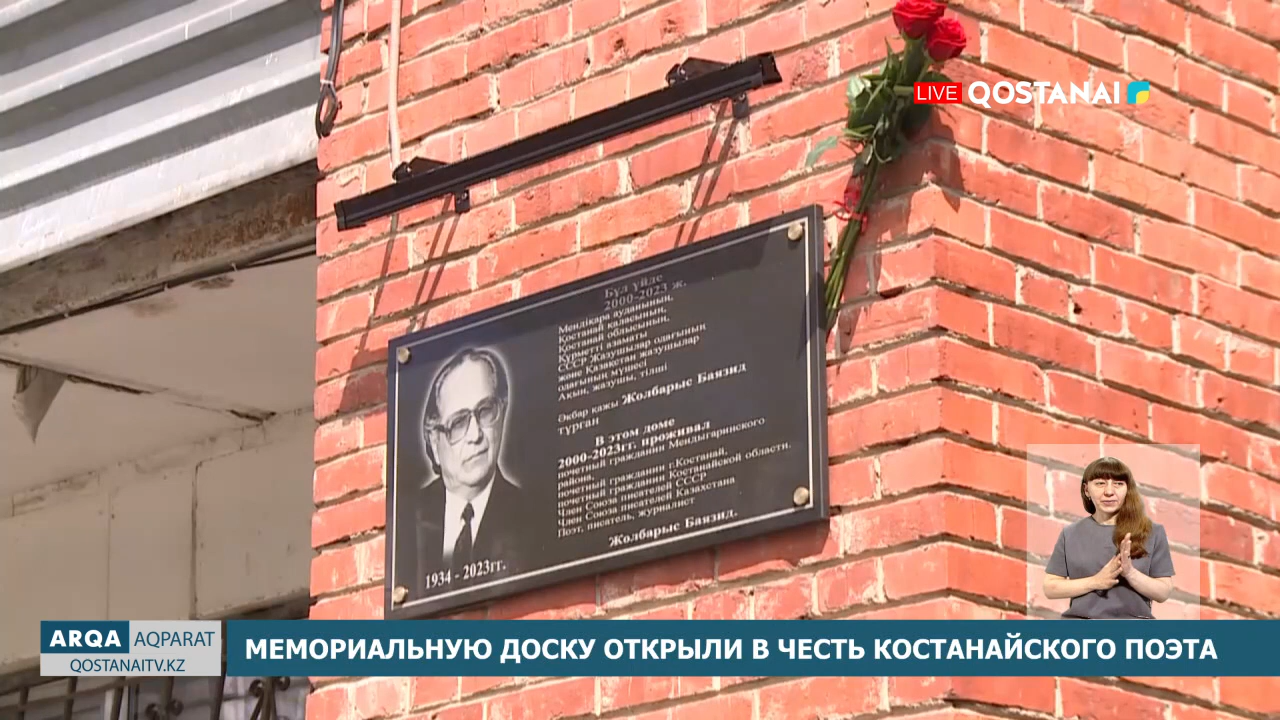 LIVE QOSTANAI
Бұл үйде
2000-2023 ж.
Меңдіқара ауданының,
Қостанай қаласының,
Қостанай облысының,
Құрметті азаматы
СССР Жазушылар одағының
және Қазақстан жазушылар
одағының мүшесі
Ақын, жазушы, тілші
Әкбар қажы Жолбарыс Баязид
тұрған
В этом доме
2000-2023гг. проживал
почетный гражданин Мендыгаринского
района,
почетный гражданин г.Костанай,
почетный гражданин Костанайской области.
Член Союза писателей СССР
Член Союза писателей Казахстана
Поэт, писатель, журналист
Жолбарыс Баязид.
1934 - 2023гг.
ARQA AQPARAT
QOSTANAITV.KZ
МЕМОРИАЛЬНУЮ ДОСКУ ОТКРЫЛИ В ЧЕСТЬ КОСТАНАЙСКОГО ПОЭТА